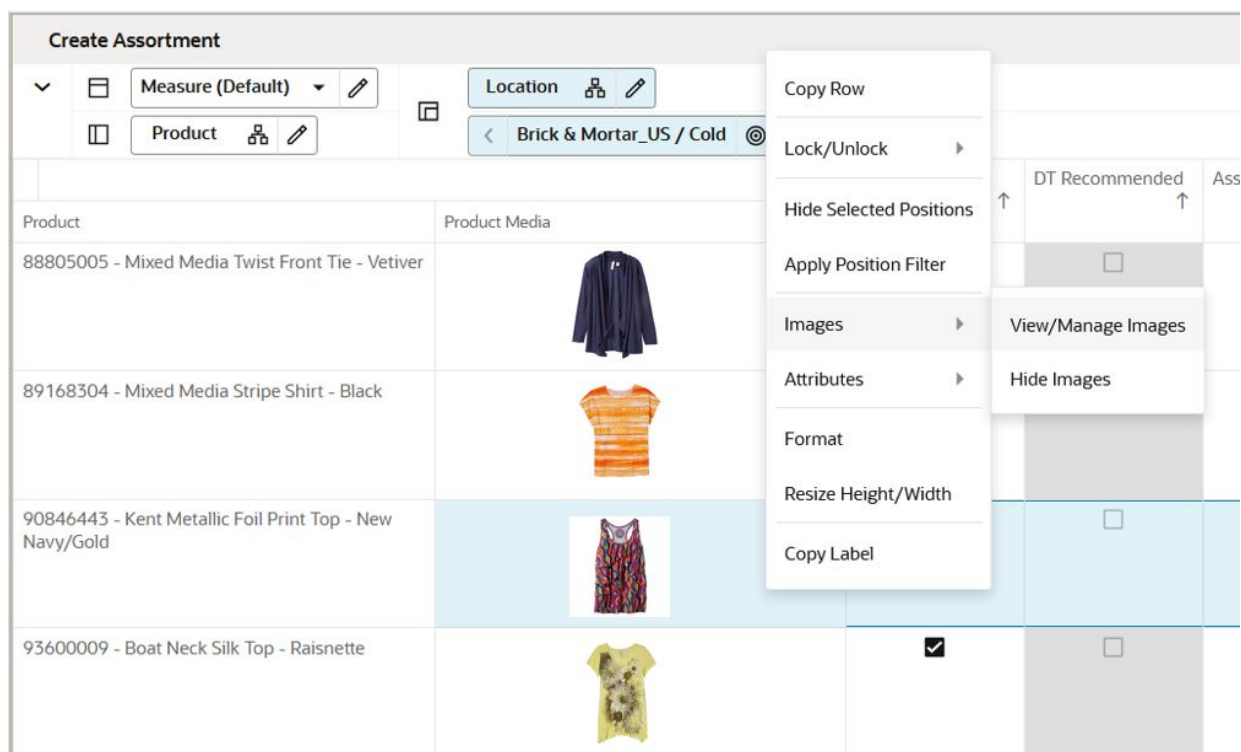 Create Assortment
Measure (Default)
Location
Product
Brick & Mortar_US / Cold
DT Recommended
Product
Product Media
88805005 - Mixed Media Twist Front Tie - Vetiver
89168304 - Mixed Media Stripe Shirt - Black
90846443 - Kent Metallic Foil Print Top - New
Navy/Gold
93600009 - Boat Neck Silk Top - Raisnette
Copy Row
Lock/Unlock
Hide Selected Positions
Apply Position Filter
Images
Attributes
Format
Resize Height/Width
Copy Label
View/Manage Images
Hide Images